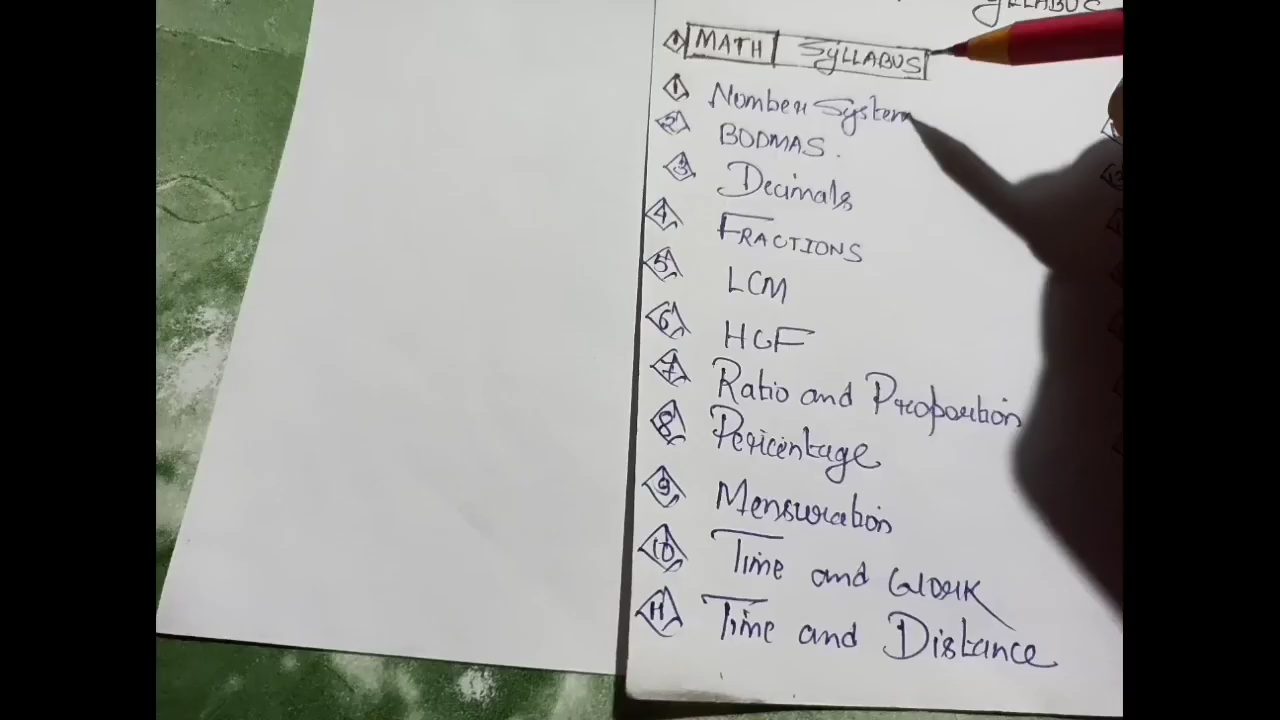 SYLLABUS
MATH SYLLABUS
1 Number System
2 BODMAS.
3 Decimals
4 FRACTIONS
5 LCM
6 HCF
7 Ratio and Proportion
8 Percentage
9 Mensuration
10 Time and Work
11 Time and Distance